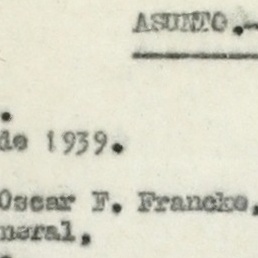 ASUNTO.-
.
de 1939.
Oscar F. Francke,
neral,